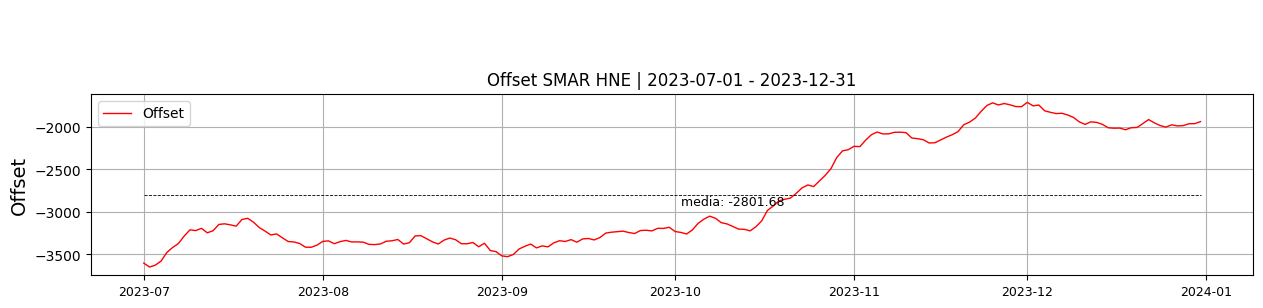 Offset SMAR HNE | 2023-07-01 - 2023-12-31
Offset
Offset
−2000
−2500
−3000
−3500
media: -2801.68
2023-07
2023-08
2023-09
2023-10
2023-11
2023-12
2024-01